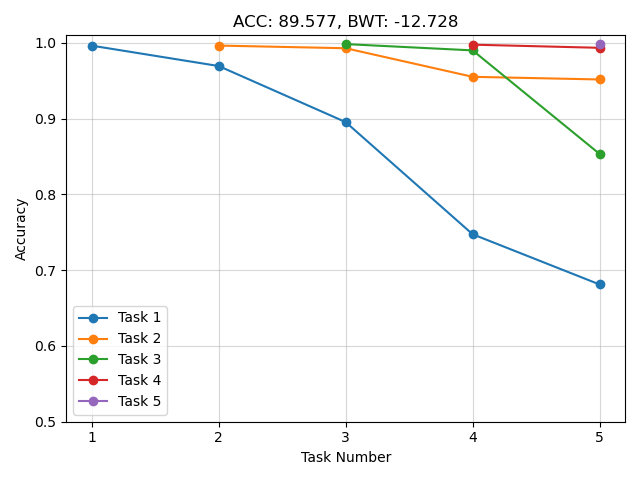 ACC: 89.577, BWT: -12.728
1.0
0.9
0.8
0.7
0.6
0.5
Accuracy
Task 1
Task 2
Task 3
Task 4
Task 5
1 2 3 4 5
Task Number